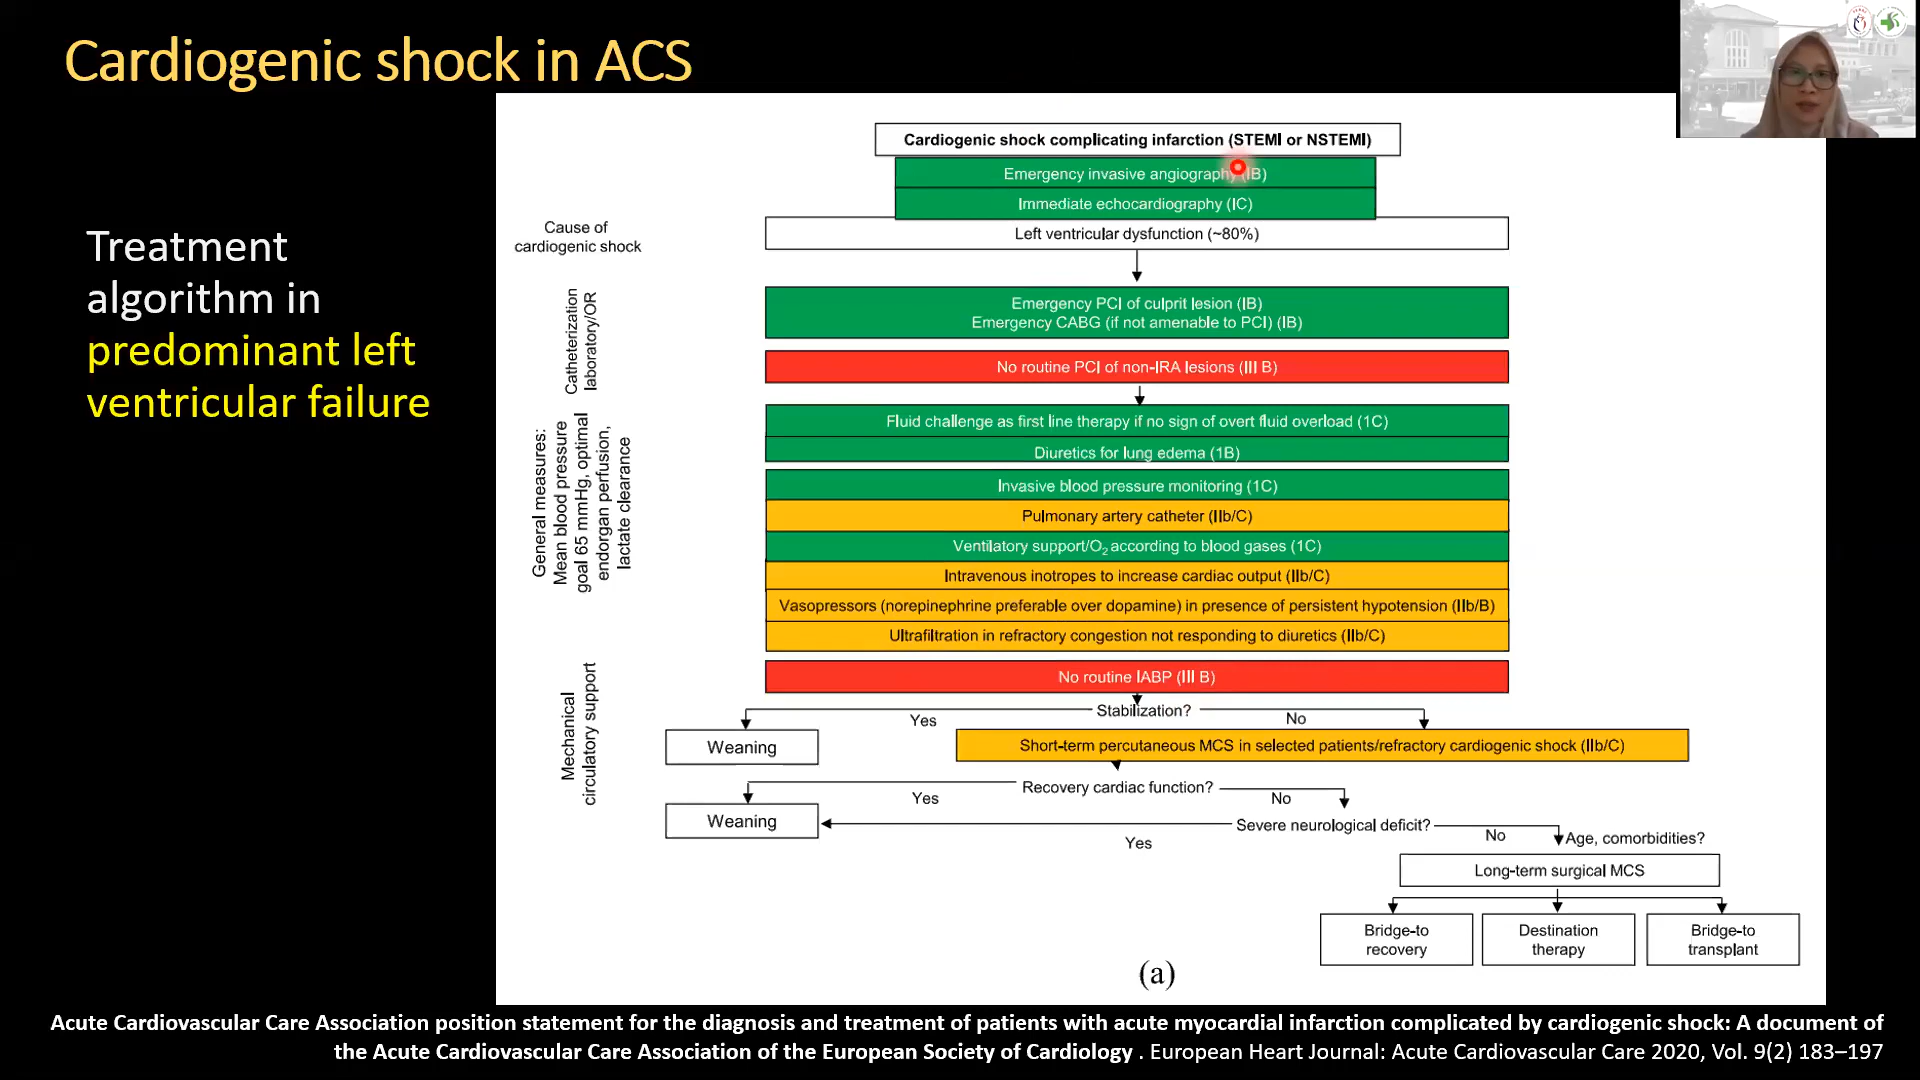 Cardiogenic shock in ACS
Treatment
algorithm in
predominant left
ventricular failure
Cardiogenic shock complicating infarction (STEMI or NSTEMI)
Emergency invasive angiography (IB)
Immediate echocardiography (IC)
Cause of
cardiogenic shock
Left ventricular dysfunction (~80%)
Catheterization
laboratory/OR
Emergency PCI of culprit lesion (IB)
Emergency CABG (if not amenable to PCI) (IB)
No routine PCI of non-IRA lesions (III B)
General measures:
Mean blood pressure
goal 65 mmHg, optimal
endorgan perfusion,
lactate clearance
Fluid challenge as first line therapy if no sign of overt fluid overload (1C)
Diuretics for lung edema (1B)
Invasive blood pressure monitoring (1C)
Pulmonary artery catheter (IIb/C)
Ventilatory support/O₂ according to blood gases (1C)
Intravenous inotropes to increase cardiac output (IIb/C)
Vasopressors (norepinephrine preferable over dopamine) in presence of persistent hypotension (IIb/B)
Ultrafiltration in refractory congestion not responding to diuretics (IIb/C)
Mechanical
circulatory support
No routine IABP (III B)
Stabilization?
Yes
No
Weaning
Short-term percutaneous MCS in selected patients/refractory cardiogenic shock (IIb/C)
Recovery cardiac function?
Yes
No
Weaning
Severe neurological deficit?
Yes
No
Age, comorbidities?
Long-term surgical MCS
Bridge-to
recovery
Destination
therapy
Bridge-to
transplant
(a)
Acute Cardiovascular Care Association position statement for the diagnosis and treatment of patients with acute myocardial infarction complicated by cardiogenic shock: A document of
the Acute Cardiovascular Care Association of the European Society of Cardiology . European Heart Journal: Acute Cardiovascular Care 2020, Vol. 9(2) 183–197